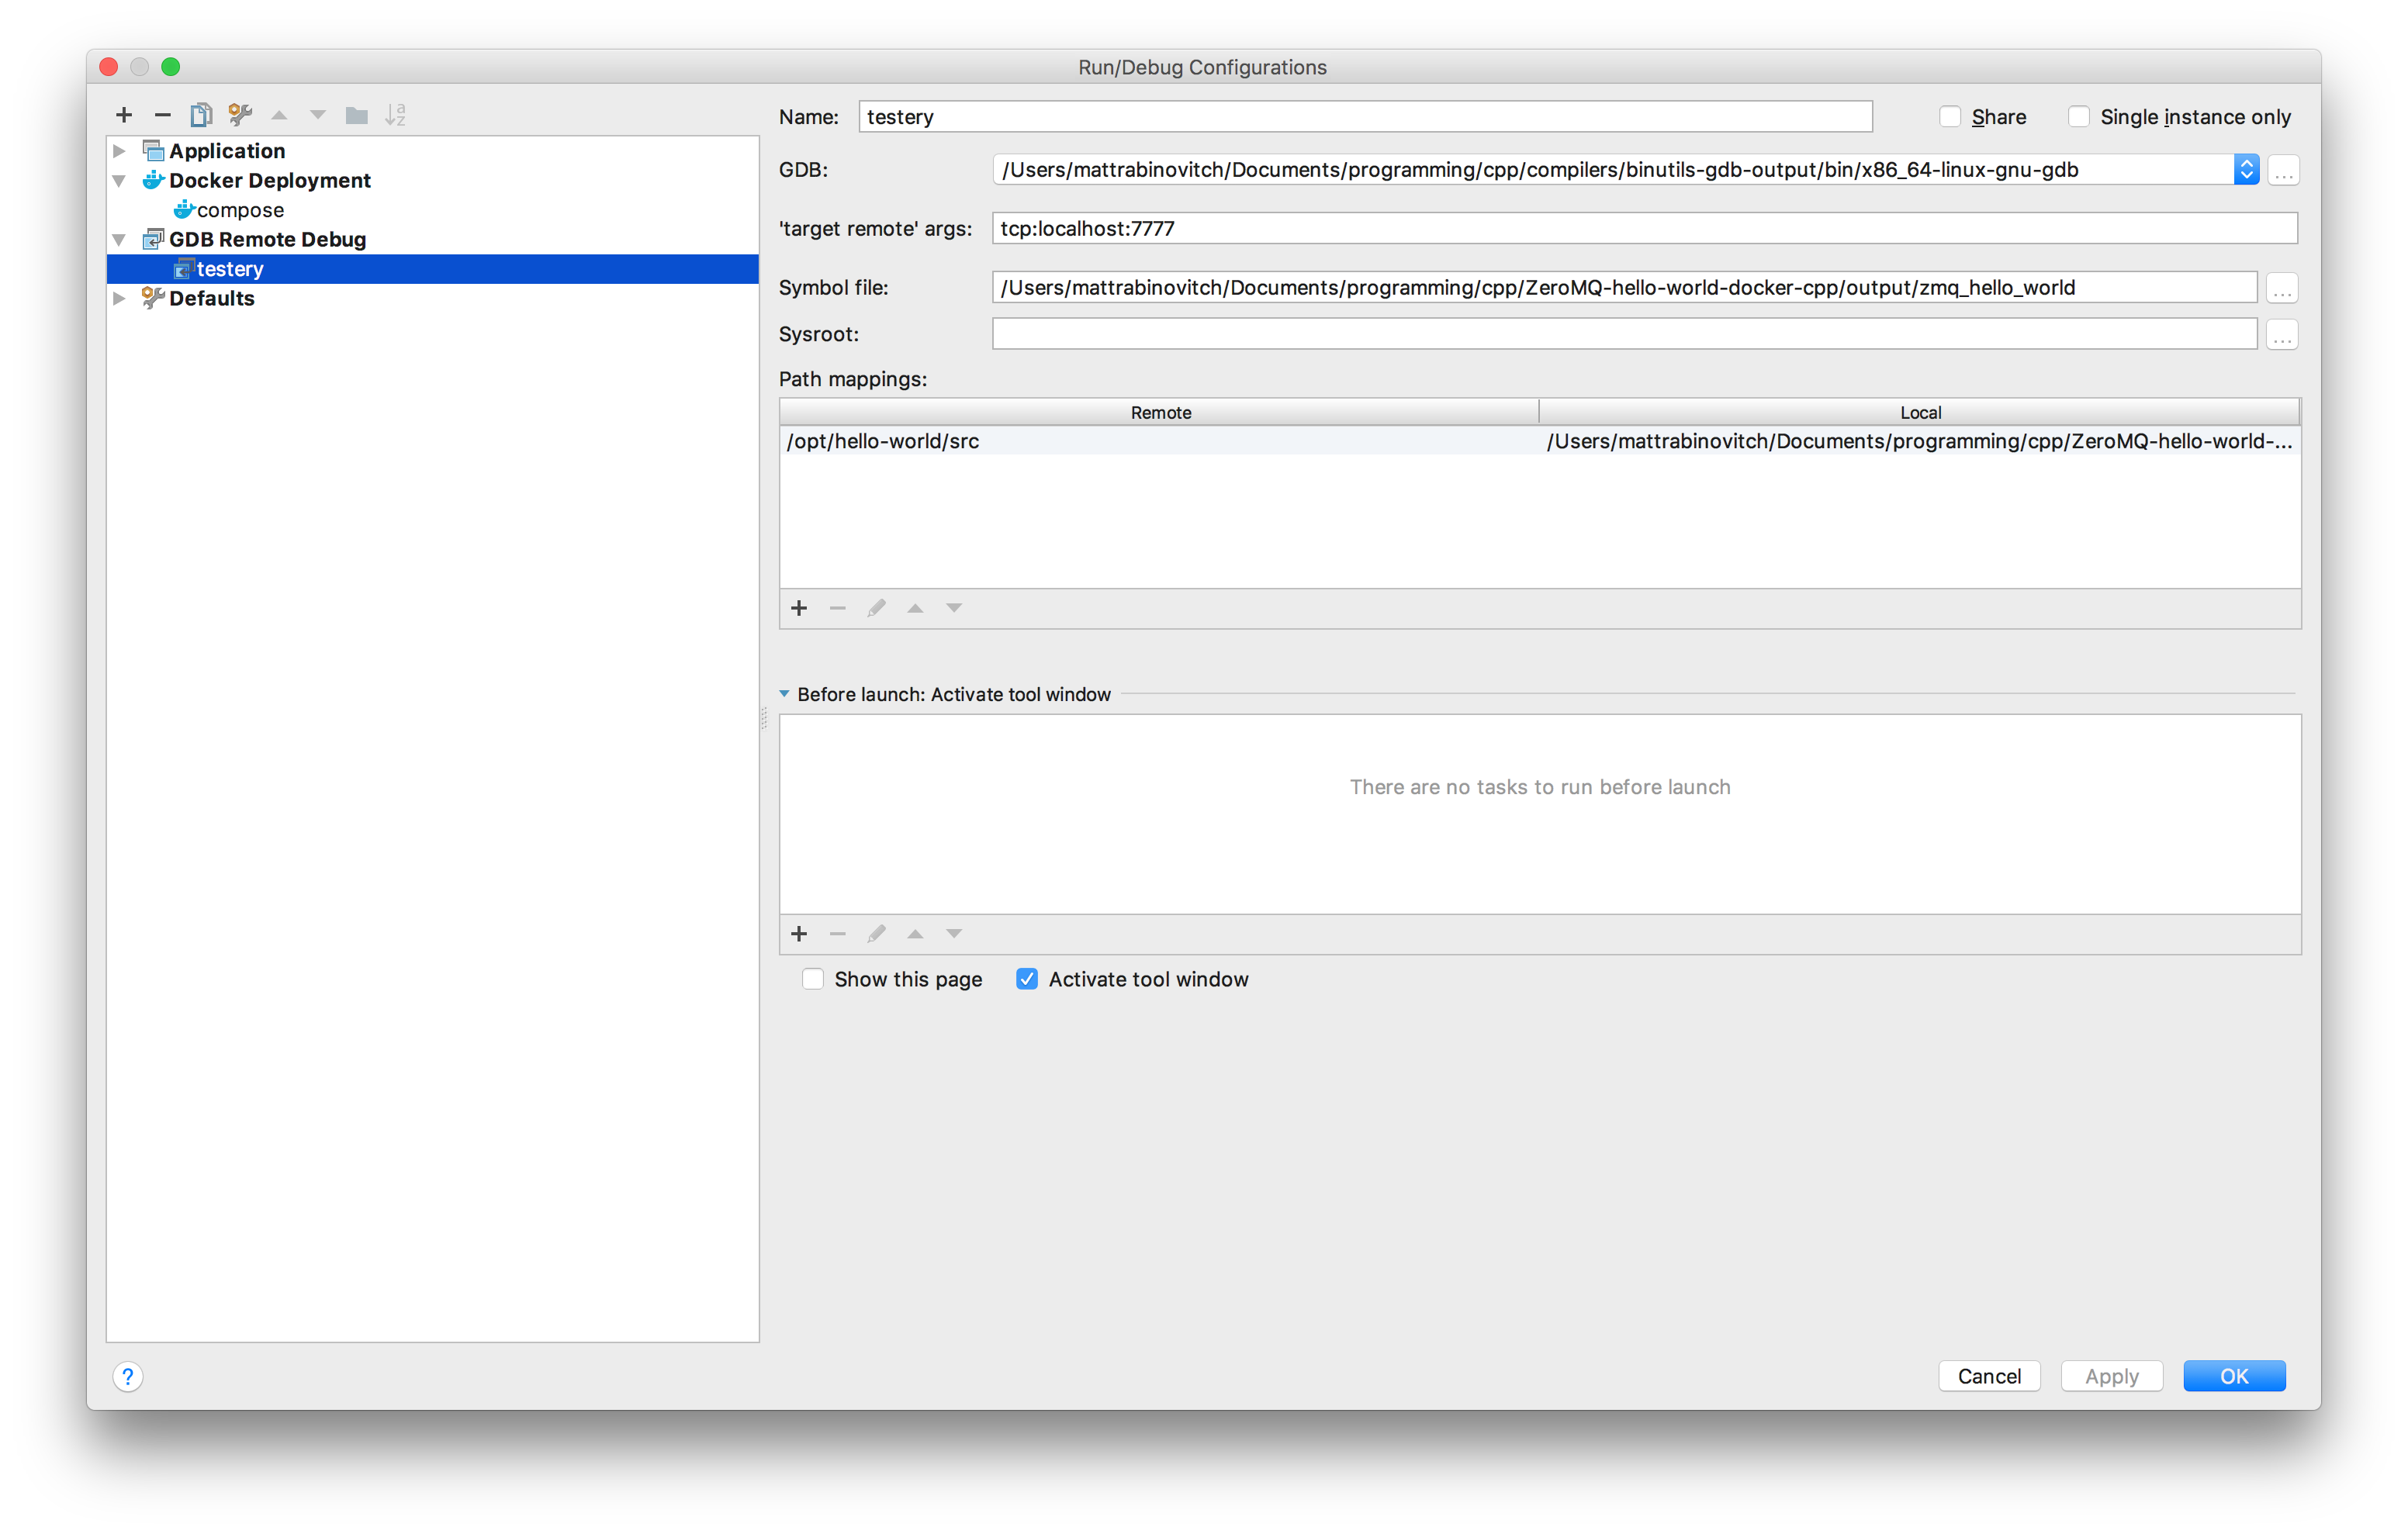 Run/Debug Configurations
Application
Docker Deployment
compose
GDB Remote Debug
testery
Defaults
Name: testery Share Single instance only
GDB: /Users/mattrabinovitch/Documents/programming/cpp/compilers/binutils-gdb-output/bin/x86_64-linux-gnu-gdb ...
'target remote' args: tcp:localhost:7777
Symbol file: /Users/mattrabinovitch/Documents/programming/cpp/ZeroMQ-hello-world-docker-cpp/output/zmq_hello_world ...
Sysroot: ...
Path mappings:
Remote Local
/opt/hello-world/src /Users/mattrabinovitch/Documents/programming/cpp/ZeroMQ-hello-world-...
Before launch: Activate tool window
There are no tasks to run before launch
Show this page Activate tool window
? Cancel Apply OK